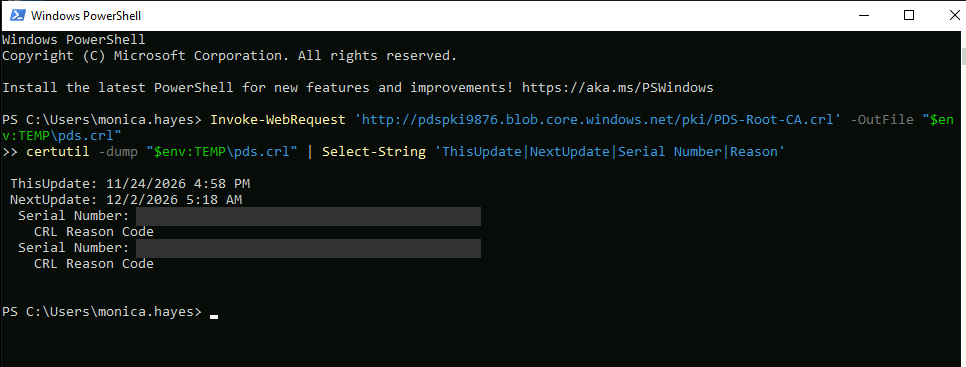 Windows PowerShell
Windows PowerShell
Copyright (C) Microsoft Corporation. All rights reserved.
Install the latest PowerShell for new features and improvements! https://aka.ms/PSWindows
PS C:\Users\monica.hayes> Invoke-WebRequest 'http://pdspki9876.blob.core.windows.net/pki/PDS-Root-CA.crl' -OutFile "$en
v:TEMP\pds.crl"
>> certutil -dump "$env:TEMP\pds.crl" | Select-String 'ThisUpdate|NextUpdate|Serial Number|Reason'
ThisUpdate: 11/24/2026 4:58 PM
NextUpdate: 12/2/2026 5:18 AM
Serial Number:
CRL Reason Code
Serial Number:
CRL Reason Code
PS C:\Users\monica.hayes>